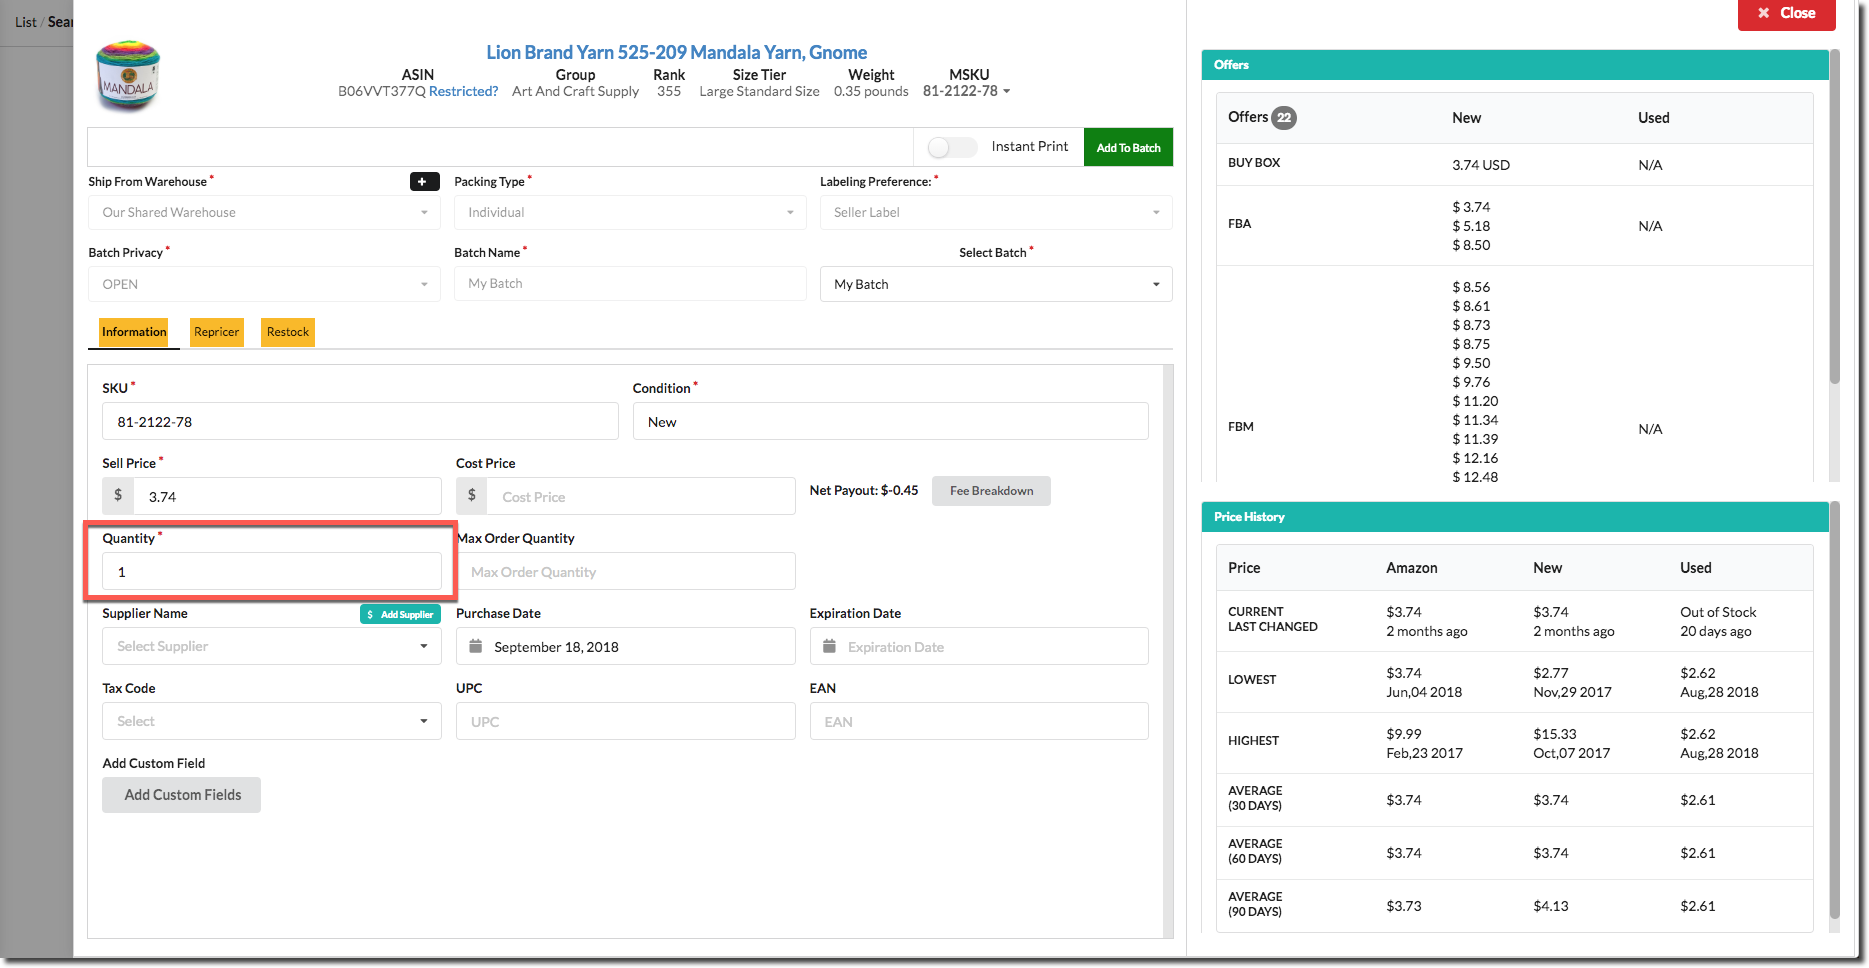 List / Sear
Close
MANDALA
Lion Brand Yarn 525-209 Mandala Yarn, Gnome
ASIN Group Rank Size Tier Weight MSKU
B06VVT377Q Restricted? Art And Craft Supply 355 Large Standard Size 0.35 pounds 81-2122-78
Instant Print Add To Batch
Ship From Warehouse * + Packing Type * Labeling Preference: *
Our Shared Warehouse Individual Seller Label
Batch Privacy * Batch Name * Select Batch *
OPEN My Batch My Batch
Information Repricer Restock
SKU * Condition *
81-2122-78 New
Sell Price * Cost Price
$ 3.74 $ Cost Price Net Payout: $-0.45 Fee Breakdown
Quantity * Max Order Quantity
1 Max Order Quantity
Supplier Name $ Add Supplier Purchase Date Expiration Date
Select Supplier September 18, 2018 Expiration Date
Tax Code UPC EAN
Select UPC EAN
Add Custom Field
Add Custom Fields
Offers
Offers 22 New Used
BUY BOX 3.74 USD N/A
$ 3.74
FBA $ 5.18 N/A
$ 8.50
$ 8.56
$ 8.61
$ 8.73
$ 8.75
$ 9.50
$ 9.76
$ 11.20
$ 11.34
FBM N/A
$ 11.39
$ 12.16
$ 12.48
Price History
Price Amazon New Used
CURRENT $3.74 $3.74 Out of Stock
LAST CHANGED 2 months ago 2 months ago 20 days ago
LOWEST $3.74 $2.77 $2.62
Jun,04 2018 Nov,29 2017 Aug,28 2018
HIGHEST $9.99 $15.33 $2.62
Feb,23 2017 Oct,07 2017 Aug,28 2018
AVERAGE
(30 DAYS) $3.74 $3.74 $2.61
AVERAGE
(60 DAYS) $3.74 $3.74 $2.61
AVERAGE
(90 DAYS) $3.73 $4.13 $2.61